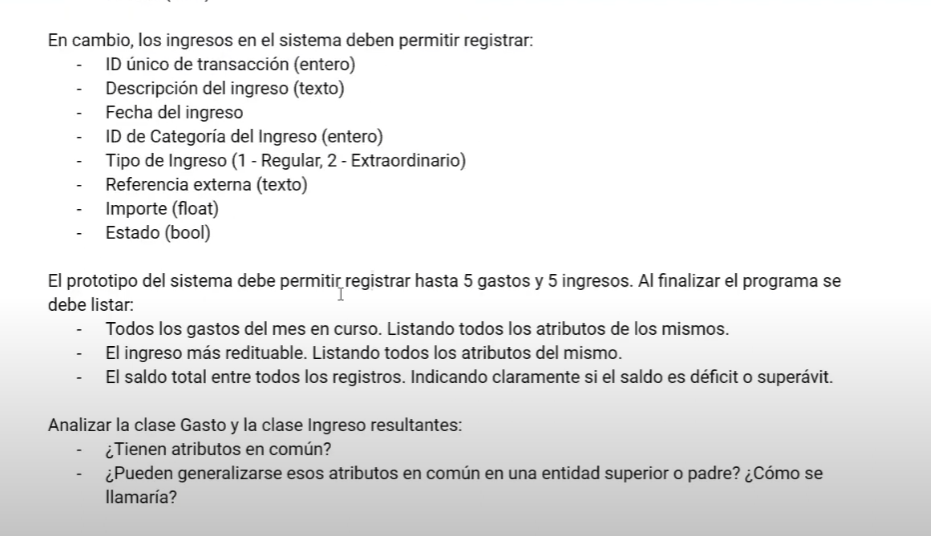 En cambio, los ingresos en el sistema deben permitir registrar:
- ID único de transacción (entero)
- Descripción del ingreso (texto)
- Fecha del ingreso
- ID de Categoría del Ingreso (entero)
- Tipo de Ingreso (1 - Regular, 2 - Extraordinario)
- Referencia externa (texto)
- Importe (float)
- Estado (bool)
El prototipo del sistema debe permitir registrar hasta 5 gastos y 5 ingresos. Al finalizar el programa se
debe listar:
- Todos los gastos del mes en curso. Listando todos los atributos de los mismos.
- El ingreso más redituable. Listando todos los atributos del mismo.
- El saldo total entre todos los registros. Indicando claramente si el saldo es déficit o superávit.
Analizar la clase Gasto y la clase Ingreso resultantes:
- ¿Tienen atributos en común?
- ¿Pueden generalizarse esos atributos en común en una entidad superior o padre? ¿Cómo se
llamaría?